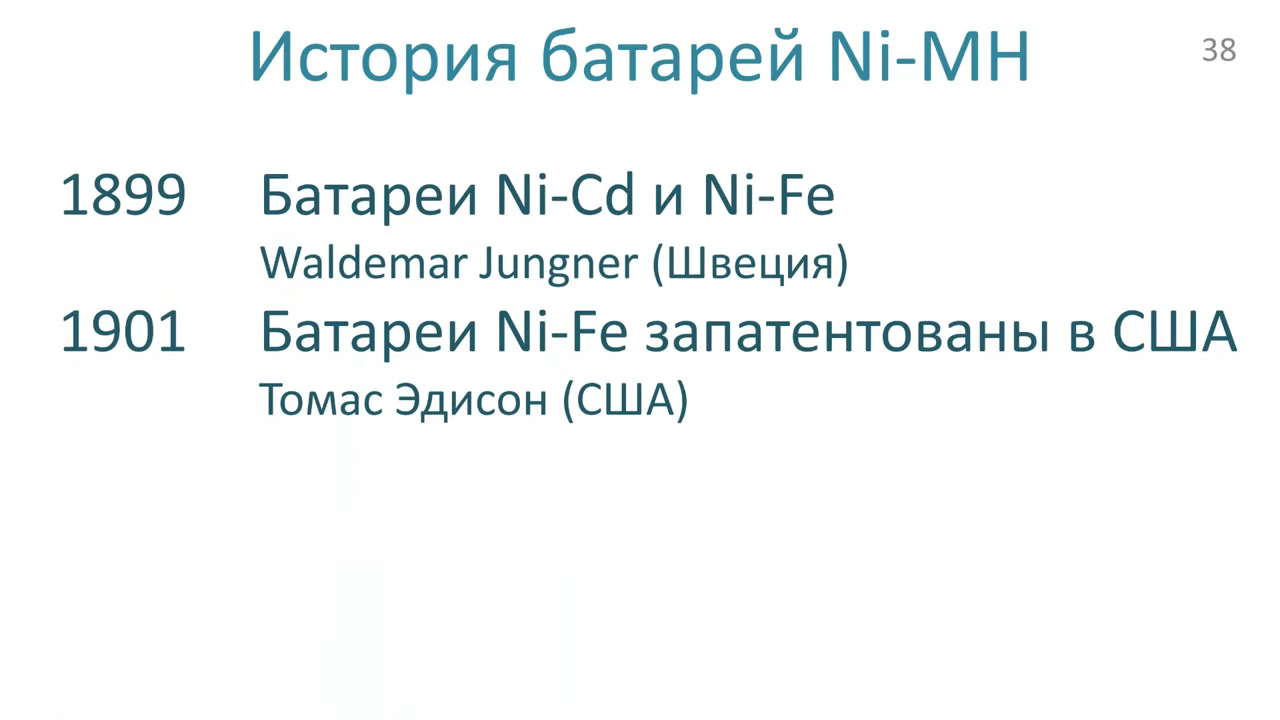 История батарей Ni-MH
38
1899 Батареи Ni-Cd и Ni-Fe
Waldemar Jungner (Швеция)
1901 Батареи Ni-Fe запатентованы в США
Томас Эдисон (США)